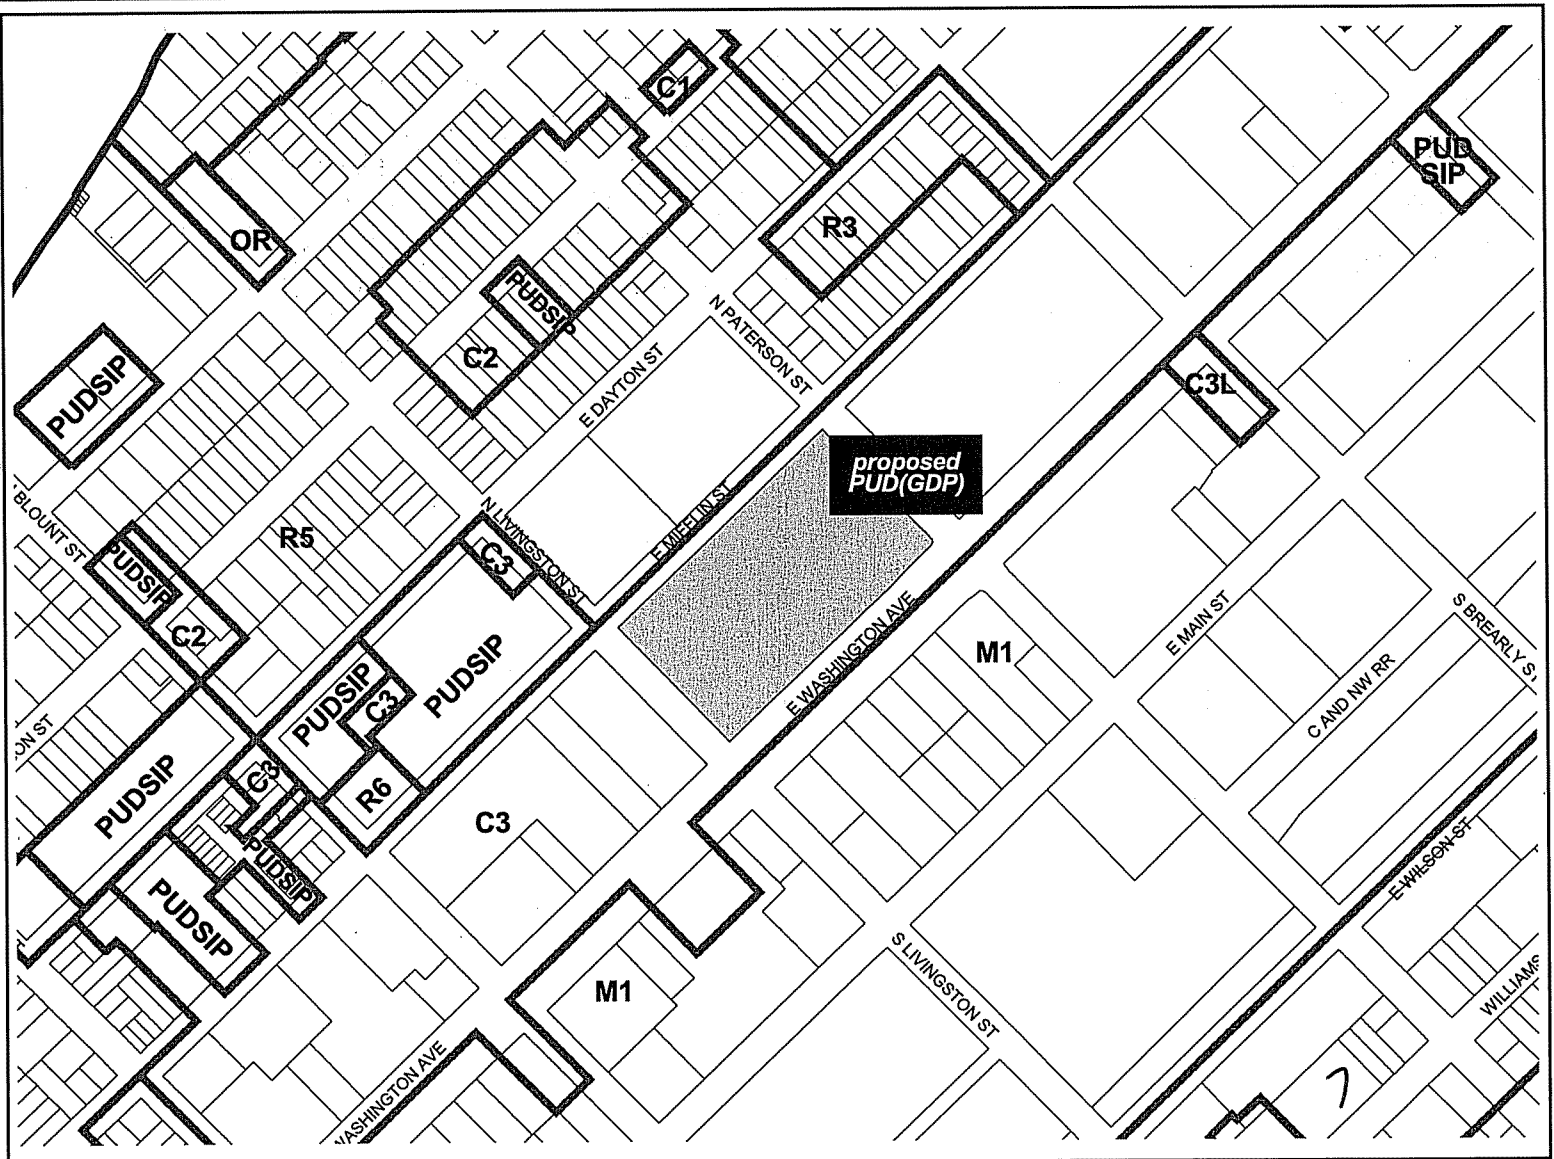 C1
PUD
SIP
OR
R3
PUDSIP
N PATERSON ST
C2
E DAYTON ST
C3L
PUDSIP
proposed
PUD(GDP)
BLOUNT ST
R5
N LIVINGSTON ST
E MIFFLIN ST
C3
PUDSIP
C2
E WASHINGTON AVE
M1
E MAIN ST
S BREARLY S
C AND NW RR
PUDSIP
C3
PUDSIP
ON ST
PUDSIP
C3
R6
C3
PUDSIP
PUDSIP
E WILSON ST
M1
S LIVINGSTON ST
WILLIAMS
WASHINGTON AVE
7